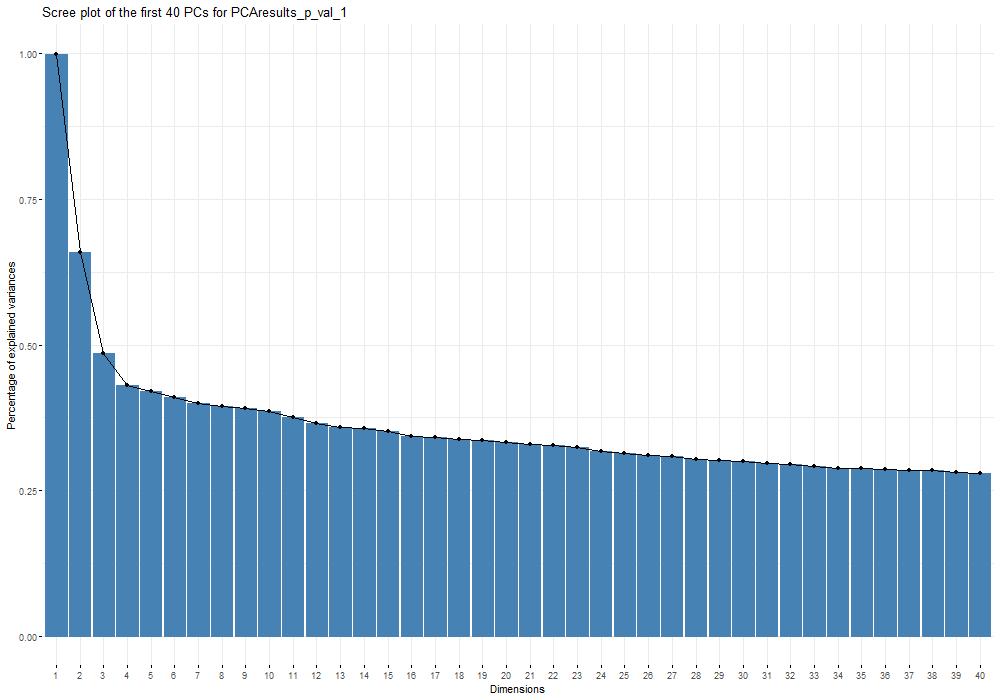 Scree plot of the first 40 PCs for PCAresults_p_val_1
Percentage of explained variances
1.00
0.75
0.50
0.25
0.00
1 2 3 4 5 6 7 8 9 10 11 12 13 14 15 16 17 18 19 20 21 22 23 24 25 26 27 28 29 30 31 32 33 34 35 36 37 38 39 40
Dimensions